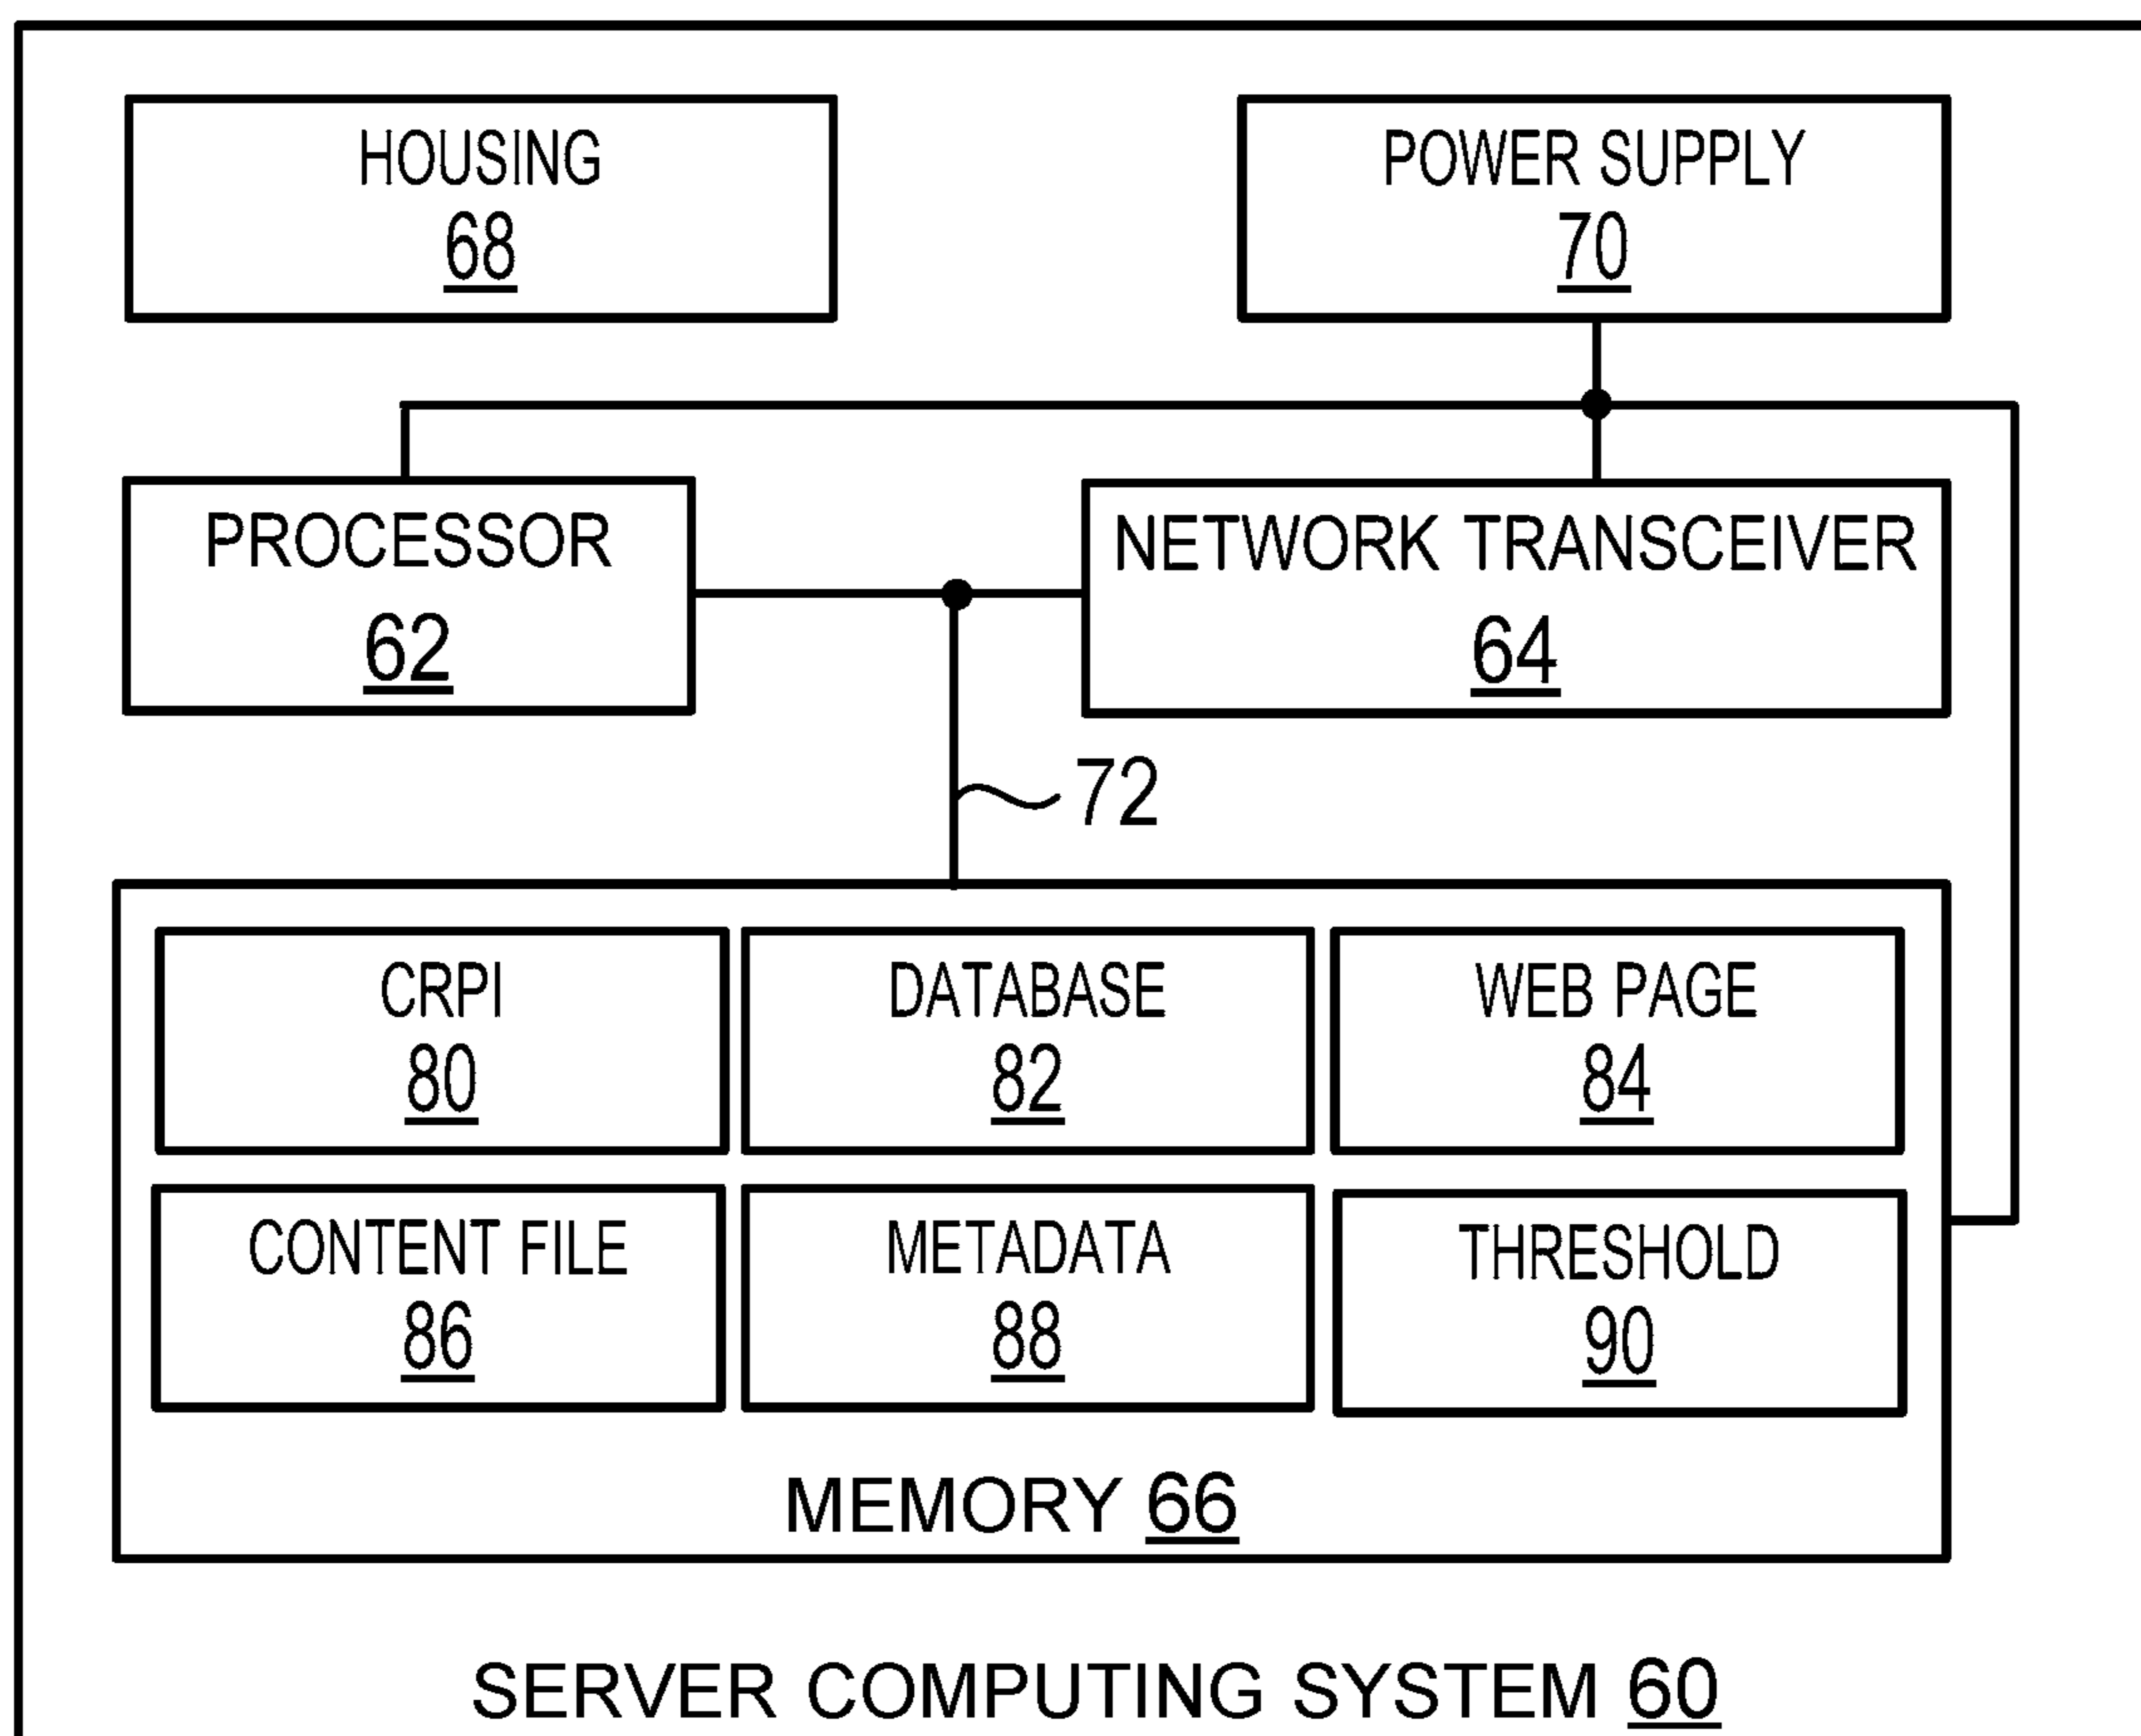 HOUSING
68
POWER SUPPLY
70
PROCESSOR
62
NETWORK TRANSCEIVER
64
72
CRPI
80
DATABASE
82
WEB PAGE
84
CONTENT FILE
86
METADATA
88
THRESHOLD
90
MEMORY 66
SERVER COMPUTING SYSTEM 60